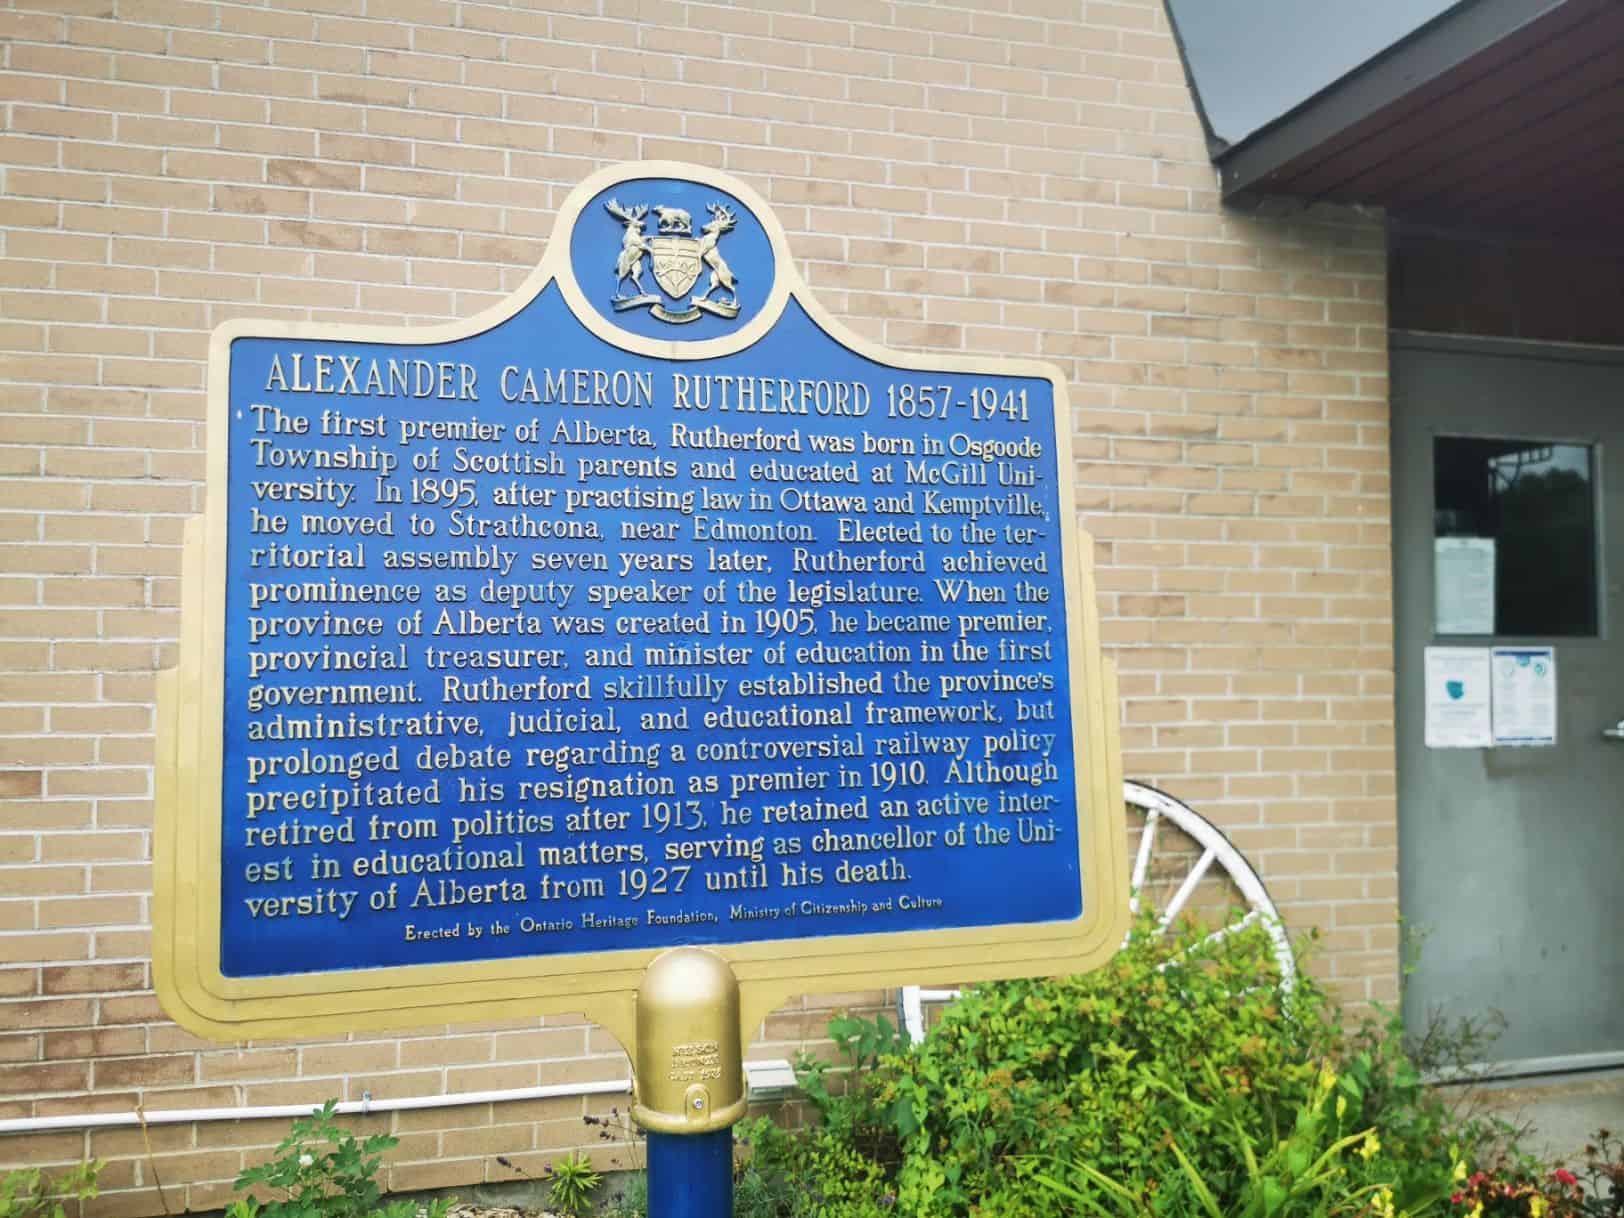 ALEXANDER CAMERON RUTHERFORD 1857-1941
The first premier of Alberta, Rutherford was born in Osgoode
Township of Scottish parents and educated at McGill Uni-
versity. In 1895, after practising law in Ottawa and Kemptville,
he moved to Strathcona, near Edmonton. Elected to the ter-
ritorial assembly seven years later, Rutherford achieved
prominence as deputy speaker of the legislature. When the
province of Alberta was created in 1905, he became premier,
provincial treasurer, and minister of education in the first
government. Rutherford skillfully established the province's
administrative, judicial, and educational framework, but
prolonged debate regarding a controversial railway policy
precipitated his resignation as premier in 1910. Although
retired from politics after 1913, he retained an active inter-
est in educational matters, serving as chancellor of the Uni-
versity of Alberta from 1927 until his death.
Erected by the Ontario Heritage Foundation, Ministry of Citizenship and Culture